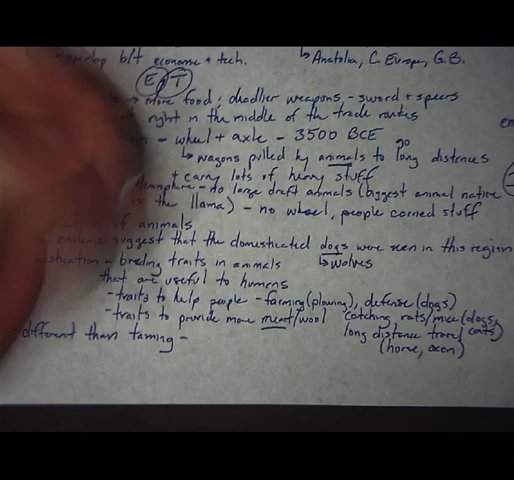 overlap b/t economic + tech. ↳ Anatolia, C. Europe, G.B.
E T
→ more food; deadlier weapons - sword + spears
right in the middle of the trade routes
- wheel + axle - 3500 BCE
↳ wagons pulled by animals to go long distances
+ carry lots of heavy stuff
- no large draft animals (biggest animal native
the llama) - no wheel, people carried stuff
of animals
suggest that the domesticated dogs were seen in this region
- breeding traits in animals ↳ wolves
that are useful to humans
- traits to help people - farming (plowing), defense (dogs)
- traits to provide more meat/wool catching rats/mice (dogs, cats)
different than taming - long distance travel
(horse, oxen)